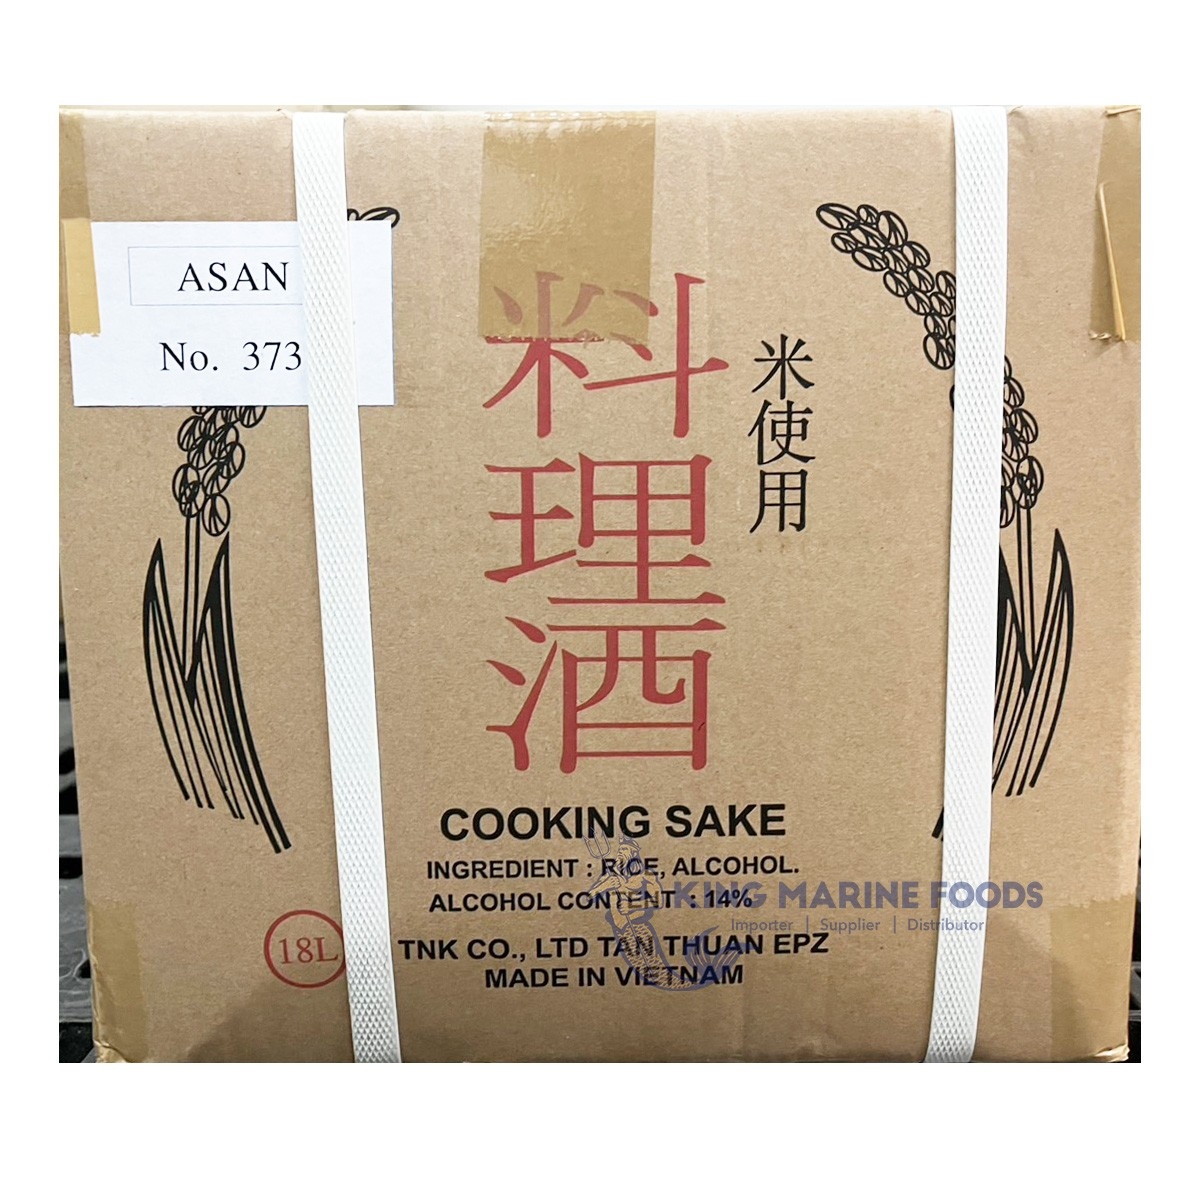 ASAN
No. 373
料理酒
米使用
COOKING SAKE
INGREDIENT : RICE, ALCOHOL.
ALCOHOL CONTENT : 14%
KING MARINE FOODS
Importer | Supplier | Distributor
18L
TNK CO., LTD TAN THUAN EPZ
MADE IN VIETNAM